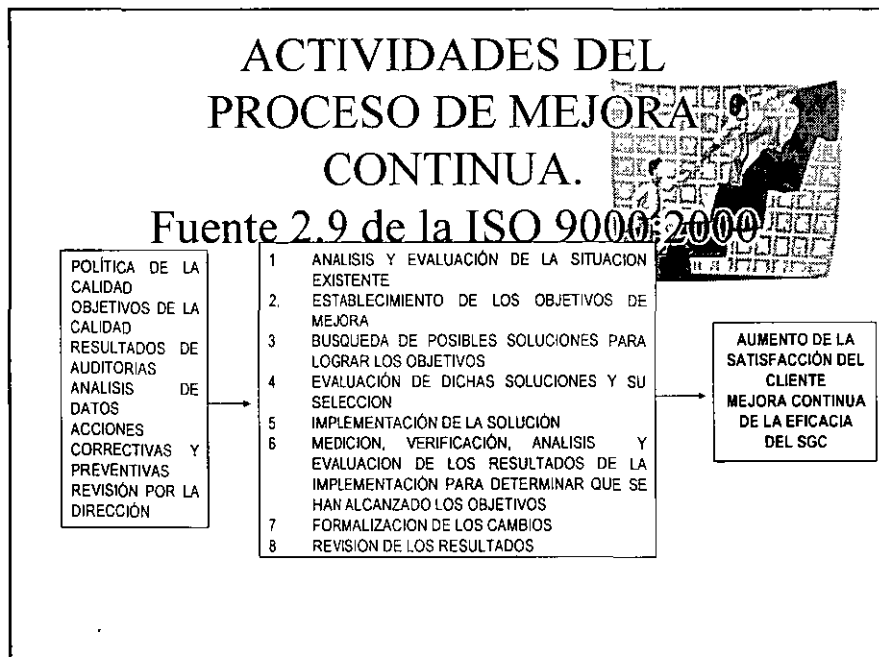 ACTIVIDADES DEL
PROCESO DE MEJORA
CONTINUA.
Fuente 2.9 de la ISO 9000:2000
POLÍTICA DE LA
CALIDAD
OBJETIVOS DE LA
CALIDAD
RESULTADOS DE
AUDITORIAS
ANALISIS DE
DATOS
ACCIONES
CORRECTIVAS Y
PREVENTIVAS
REVISIÓN POR LA
DIRECCIÓN
1 ANALISIS Y EVALUACIÓN DE LA SITUACION
EXISTENTE
2. ESTABLECIMIENTO DE LOS OBJETIVOS DE
MEJORA
3 BUSQUEDA DE POSIBLES SOLUCIONES PARA
LOGRAR LOS OBJETIVOS
4 EVALUACIÓN DE DICHAS SOLUCIONES Y SU
SELECCION
5 IMPLEMENTACIÓN DE LA SOLUCIÓN
6 MEDICION, VERIFICACIÓN, ANALISIS Y
EVALUACION DE LOS RESULTADOS DE LA
IMPLEMENTACIÓN PARA DETERMINAR QUE SE
HAN ALCANZADO LOS OBJETIVOS
7 FORMALIZACION DE LOS CAMBIOS
8 REVISION DE LOS RESULTADOS
AUMENTO DE LA
SATISFACCIÓN DEL
CLIENTE
MEJORA CONTINUA
DE LA EFICACIA
DEL SGC